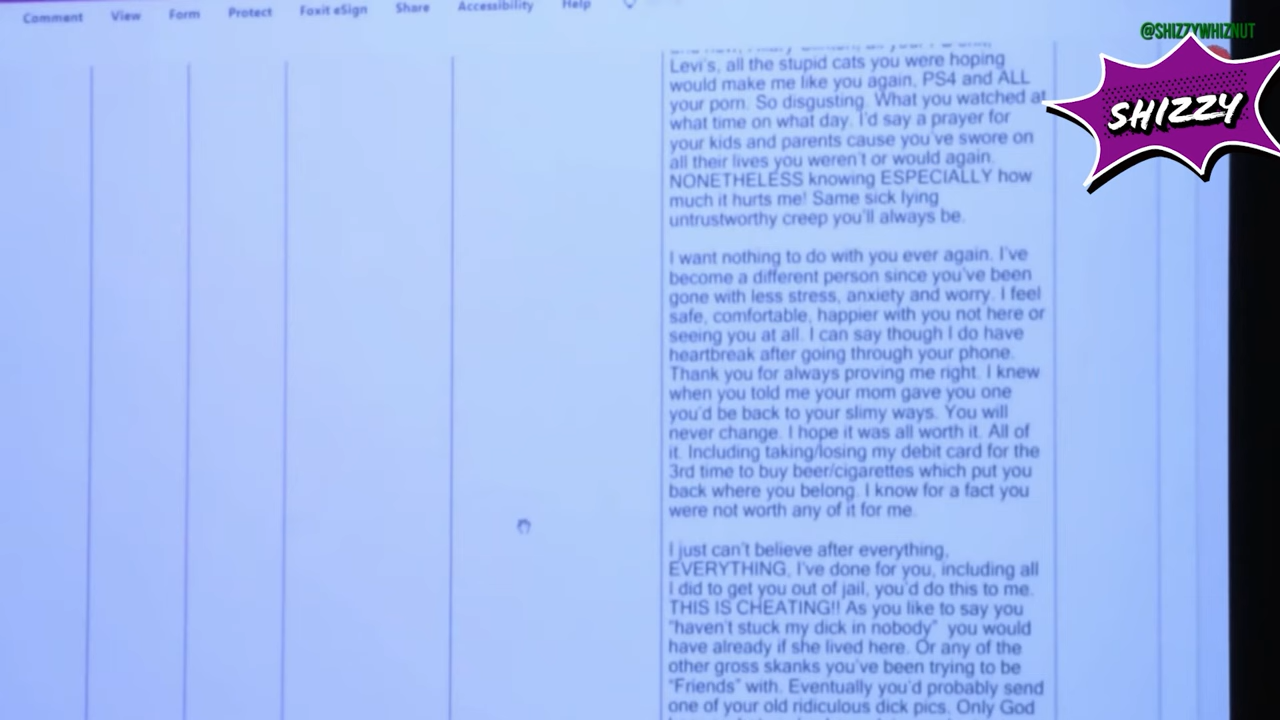 Comment View Form Protect Foxit eSign Share Accessibility Help
@SHIZZYWHIZNUT
SHIZZY
Levi's, all the stupid cats you were hoping
would make me like you again, PS4 and ALL
your porn. So disgusting. What you watched at
what time on what day. I'd say a prayer for
your kids and parents cause you've swore on
all their lives you weren't or would again.
NONETHELESS knowing ESPECIALLY how
much it hurts me! Same sick lying
untrustworthy creep you'll always be.
I want nothing to do with you ever again. I've
become a different person since you've been
gone with less stress, anxiety and worry. I feel
safe, comfortable, happier with you not here or
seeing you at all. I can say though I do have
heartbreak after going through your phone.
Thank you for always proving me right. I knew
when you told me your mom gave you one
you'd be back to your slimy ways. You will
never change. I hope it was all worth it. All of
it. Including taking/losing my debit card for the
3rd time to buy beer/cigarettes which put you
back where you belong. I know for a fact you
were not worth any of it for me.
I just can't believe after everything,
EVERYTHING, I've done for you, including all
I did to get you out of jail, you'd do this to me.
THIS IS CHEATING!! As you like to say you
"haven't stuck my dick in nobody" you would
have already if she lived here. Or any of the
other gross skanks you've been trying to be
"Friends" with. Eventually you'd probably send
one of your old ridiculous dick pics. Only God